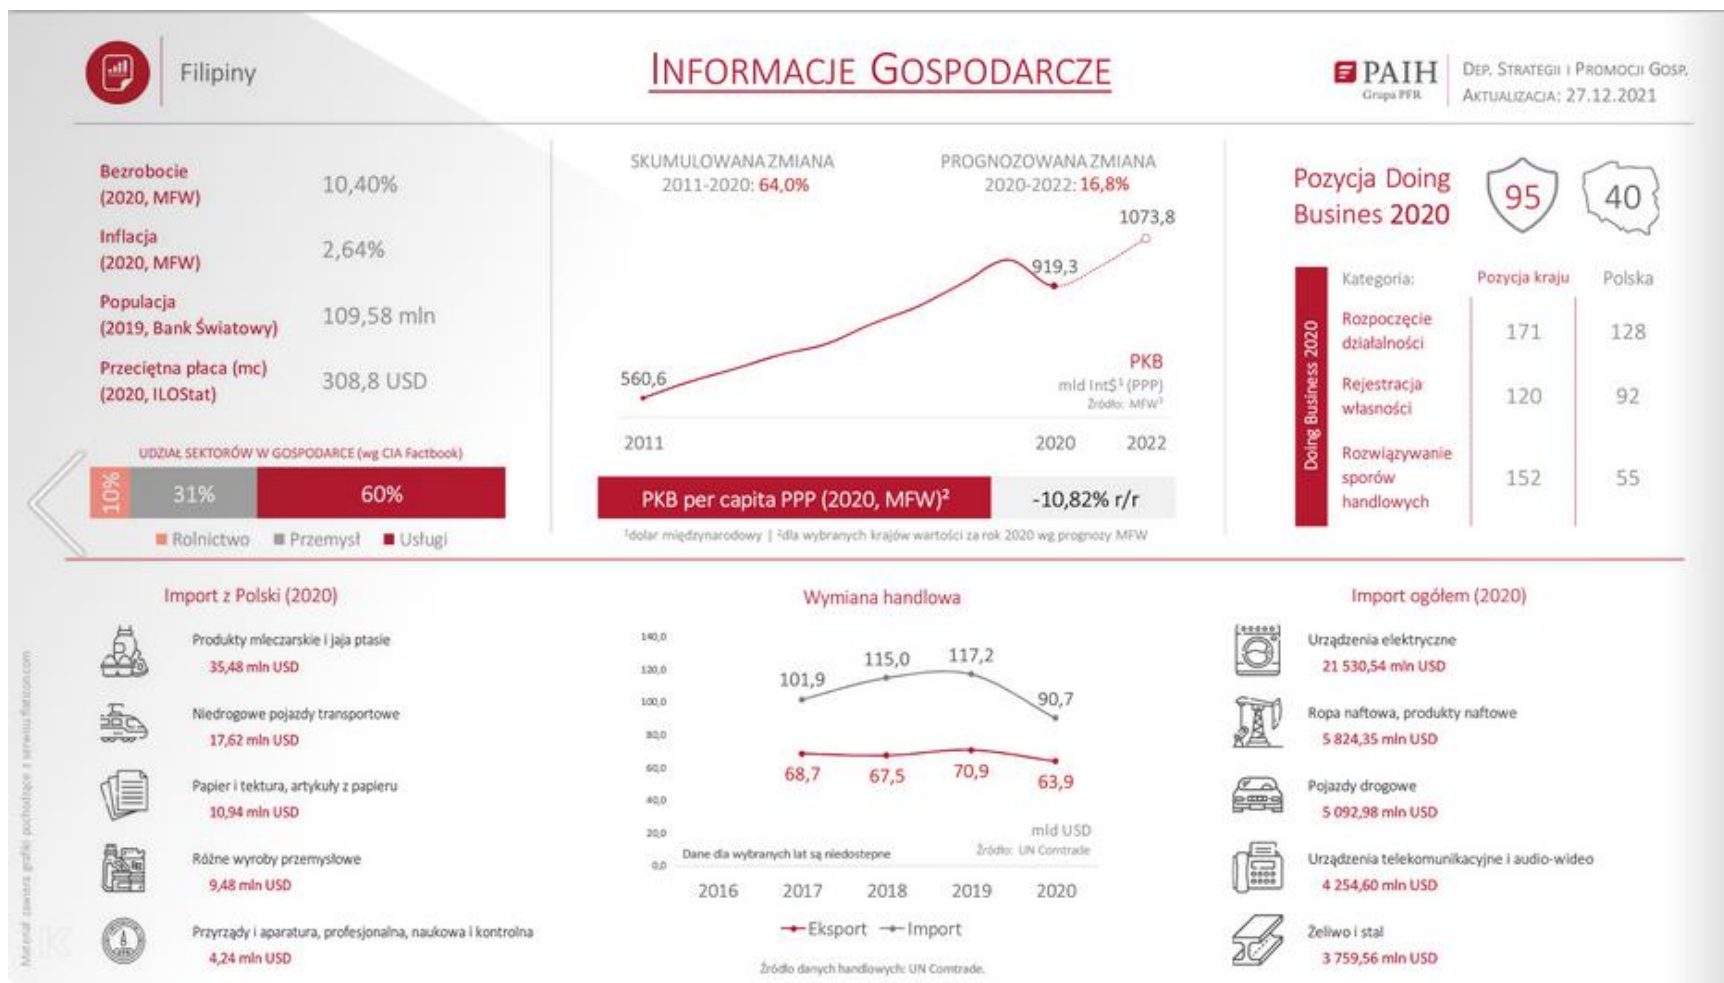 Filipiny
INFORMACJE GOSPODARCZE
PAIH
Grupa PFR
DEP. STRATEGII I PROMOCJI GOSP.
AKTUALIZACJA: 27.12.2021
Bezrobocie
(2020, MFW)
10,40%
Inflacja
(2020, MFW)
2,64%
Populacja
(2019, Bank Światowy)
109,58 mln
Przeciętna płaca (mc)
(2020, ILOStat)
308,8 USD
UDZIAŁ SEKTORÓW W GOSPODARCE (wg CIA Factbook)
10%
31%
60%
Rolnictwo
Przemysł
Usługi
SKUMULOWANA ZMIANA
2011-2020: 64,0%
PROGNOZOWANA ZMIANA
2020-2022: 16,8%
1073,8
919,3
560,6
PKB
mld Int$¹ (PPP)
Źródło: MFW³
2011
2020
2022
PKB per capita PPP (2020, MFW)²
-10,82% r/r
¹dolar międzynarodowy | ²dla wybranych krajów wartości za rok 2020 wg prognozy MFW
Pozycja Doing
Busines 2020
95
40
Doing Business 2020
Kategoria:
Pozycja kraju
Polska
Rozpoczęcie
działalności
171
128
Rejestracja
własności
120
92
Rozwiązywanie
sporów
handlowych
152
55
Import z Polski (2020)
Produkty mleczarskie i jaja ptasie
35,48 mln USD
Niedrogowe pojazdy transportowe
17,62 mln USD
Papier i tektura, artykuły z papieru
10,94 mln USD
Różne wyroby przemysłowe
9,48 mln USD
Przyrządy i aparatura, profesjonalna, naukowa i kontrolna
4,24 mln USD
Wymiana handlowa
140,0
120,0
100,0
80,0
60,0
40,0
20,0
0,0
101,9
115,0
117,2
90,7
68,7
67,5
70,9
63,9
mld USD
Źródło: UN Comtrade
Dane dla wybranych lat są niedostepne
2016
2017
2018
2019
2020
Eksport
Import
Źródło danych handlowych: UN Comtrade.
Import ogółem (2020)
Urządzenia elektryczne
21 530,54 mln USD
Ropa naftowa, produkty naftowe
5 824,35 mln USD
Pojazdy drogowe
5 092,98 mln USD
Urządzenia telekomunikacyjne i audio-wideo
4 254,60 mln USD
Żeliwo i stal
3 759,56 mln USD
Materiał zawiera grafiki pochodzące z serwisu flaticon.com